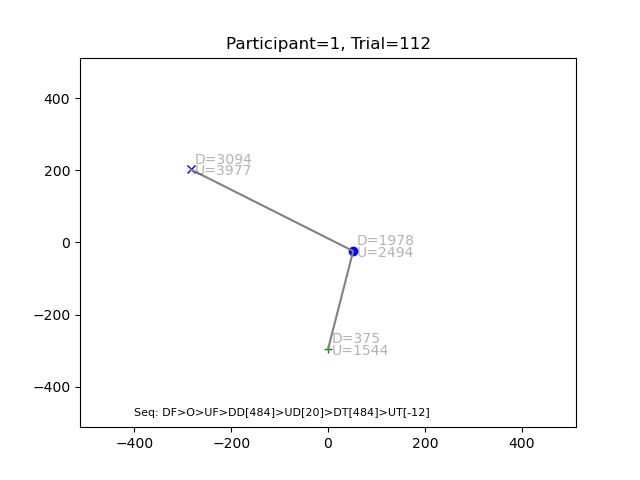 Participant=1, Trial=112
400
200
0
−200
−400
D=3094
U=3977
D=1978
U=2494
D=375
U=1544
Seq: DF>O>UF>DD[484]>UD[20]>DT[484]>UT[-12]
−400 −200 0 200 400